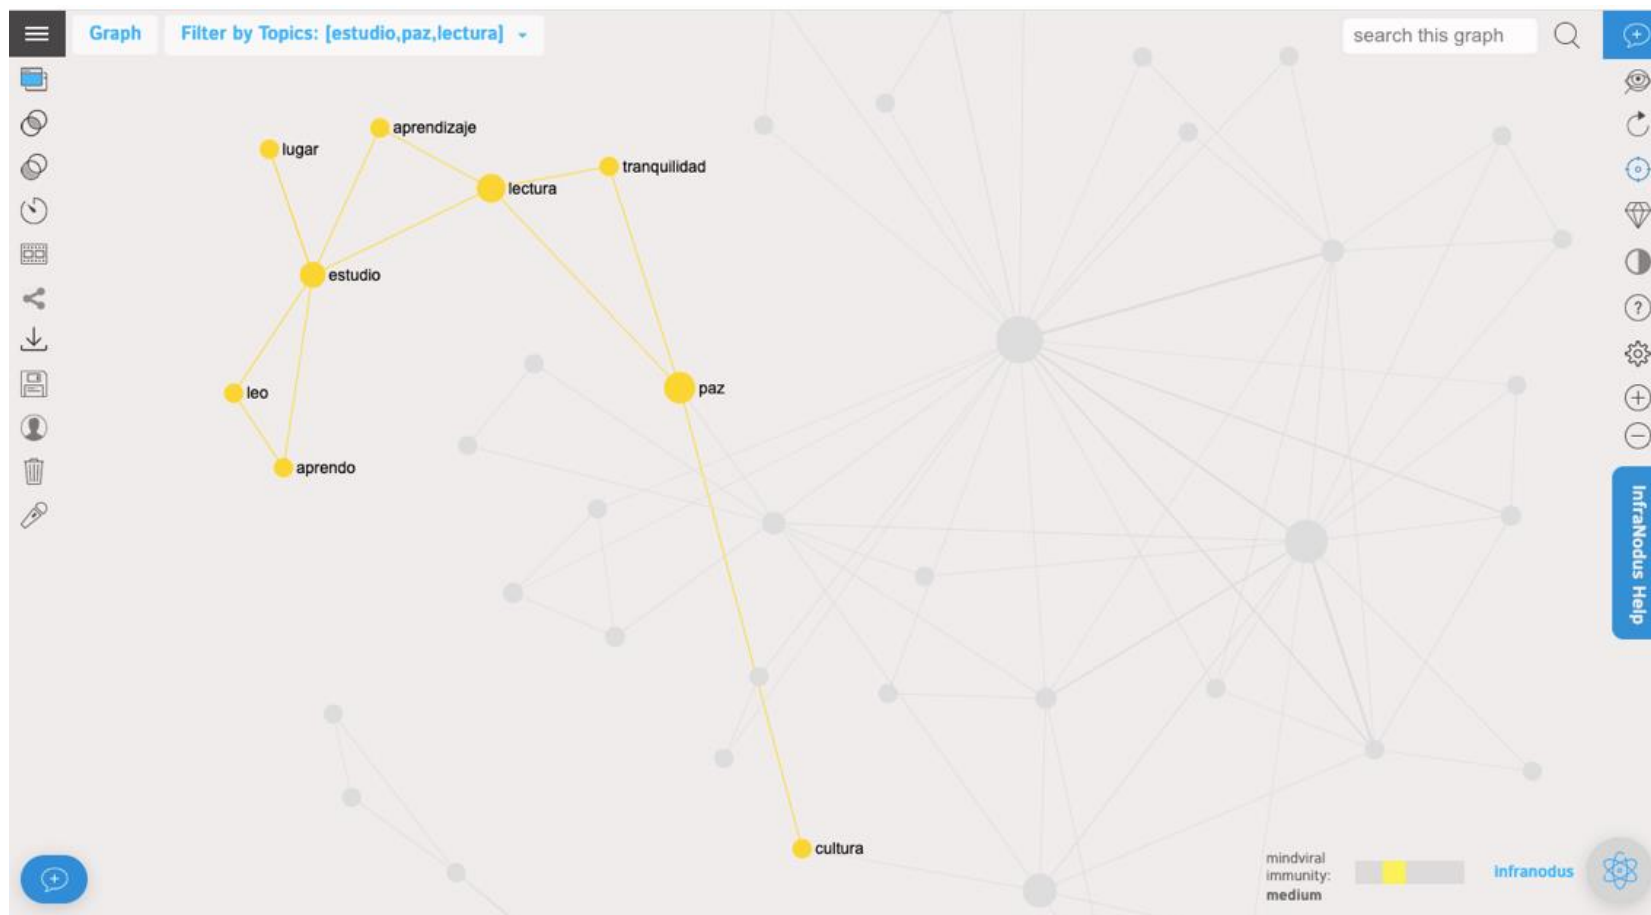 Graph
Filter by Topics: [estudio,paz,lectura]
search this graph
aprendizaje
lugar
tranquilidad
lectura
estudio
leo
paz
aprendo
InfraNodus Help
cultura
mindviral
immunity:
medium
infranodus